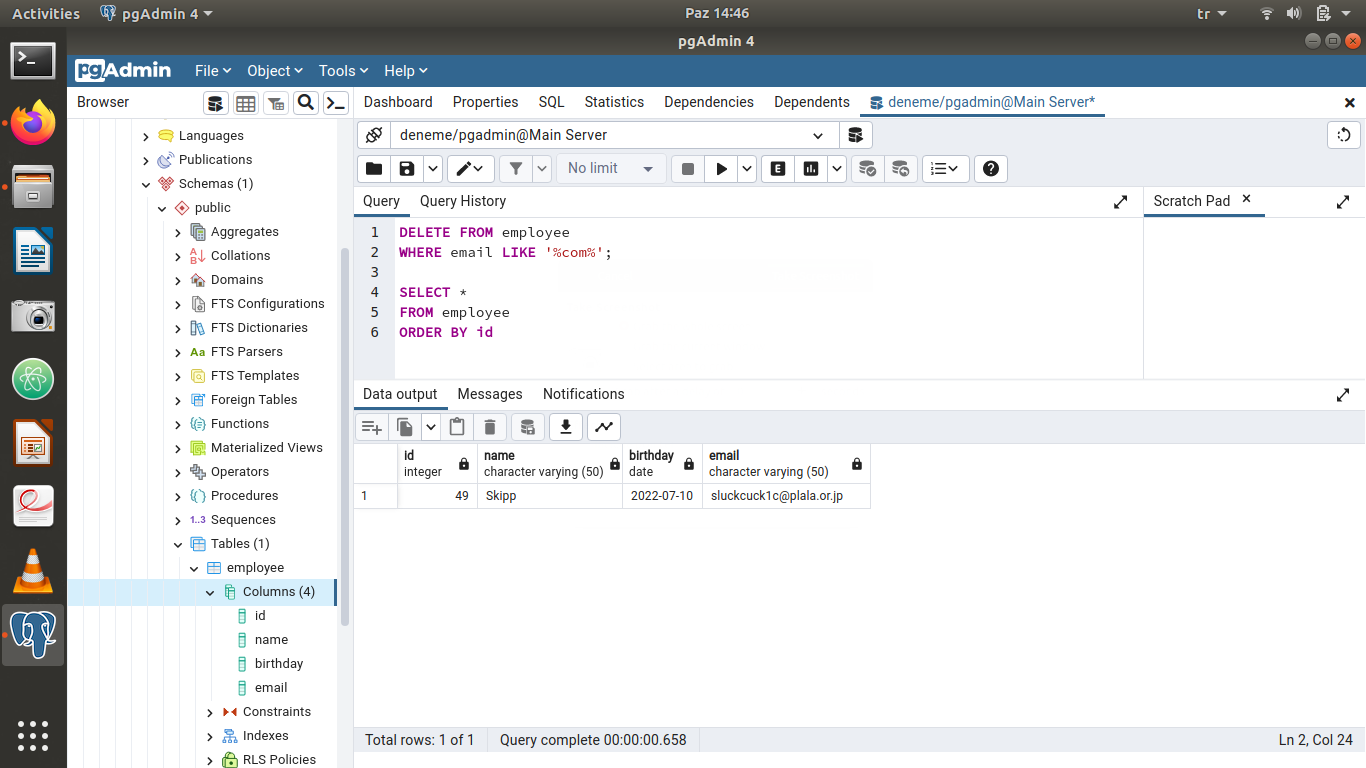 Activities
pgAdmin 4
Paz 14:46
tr
pgAdmin 4
pgAdmin
File
Object
Tools
Help
Browser
Languages
Publications
Schemas (1)
public
Aggregates
Collations
Domains
FTS Configurations
FTS Dictionaries
Aa FTS Parsers
FTS Templates
Foreign Tables
Functions
Materialized Views
Operators
Procedures
1..3 Sequences
Tables (1)
employee
Columns (4)
id
name
birthday
email
Constraints
Indexes
RLS Policies
Dashboard
Properties
SQL
Statistics
Dependencies
Dependents
deneme/pgadmin@Main Server*
deneme/pgadmin@Main Server
No limit
E
Query
Query History
Scratch Pad
1 DELETE FROM employee
2 WHERE email LIKE '%com%';
3
4 SELECT *
5 FROM employee
6 ORDER BY id
Data output
Messages
Notifications
id name birthday email
integer character varying (50) date character varying (50)
1 49 Skipp 2022-07-10 sluckcuck1c@plala.or.jp
Total rows: 1 of 1
Query complete 00:00:00.658
Ln 2, Col 24